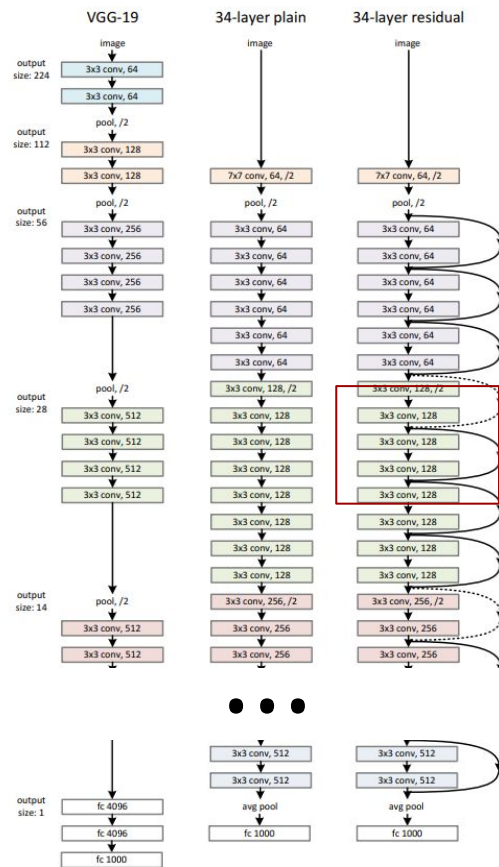 VGG-19
34-layer plain
34-layer residual
output
size: 224
image
3x3 conv, 64
3x3 conv, 64
pool, /2
output
size: 112
3x3 conv, 128
3x3 conv, 128
pool, /2
output
size: 56
3x3 conv, 256
3x3 conv, 256
3x3 conv, 256
3x3 conv, 256
output
size: 28
pool, /2
3x3 conv, 512
3x3 conv, 512
3x3 conv, 512
3x3 conv, 512
output
size: 14
pool, /2
3x3 conv, 512
3x3 conv, 512
output
size: 1
fc 4096
fc 4096
fc 1000
image
7x7 conv, 64, /2
pool, /2
3x3 conv, 64
3x3 conv, 64
3x3 conv, 64
3x3 conv, 64
3x3 conv, 64
3x3 conv, 64
3x3 conv, 128, /2
3x3 conv, 128
3x3 conv, 128
3x3 conv, 128
3x3 conv, 128
3x3 conv, 128
3x3 conv, 128
3x3 conv, 128
3x3 conv, 256, /2
3x3 conv, 256
3x3 conv, 256
3x3 conv, 512
3x3 conv, 512
avg pool
fc 1000
image
7x7 conv, 64, /2
pool, /2
3x3 conv, 64
3x3 conv, 64
3x3 conv, 64
3x3 conv, 64
3x3 conv, 64
3x3 conv, 64
3x3 conv, 128, /2
3x3 conv, 128
3x3 conv, 128
3x3 conv, 128
3x3 conv, 128
3x3 conv, 128
3x3 conv, 128
3x3 conv, 128
3x3 conv, 256, /2
3x3 conv, 256
3x3 conv, 256
3x3 conv, 512
3x3 conv, 512
avg pool
fc 1000